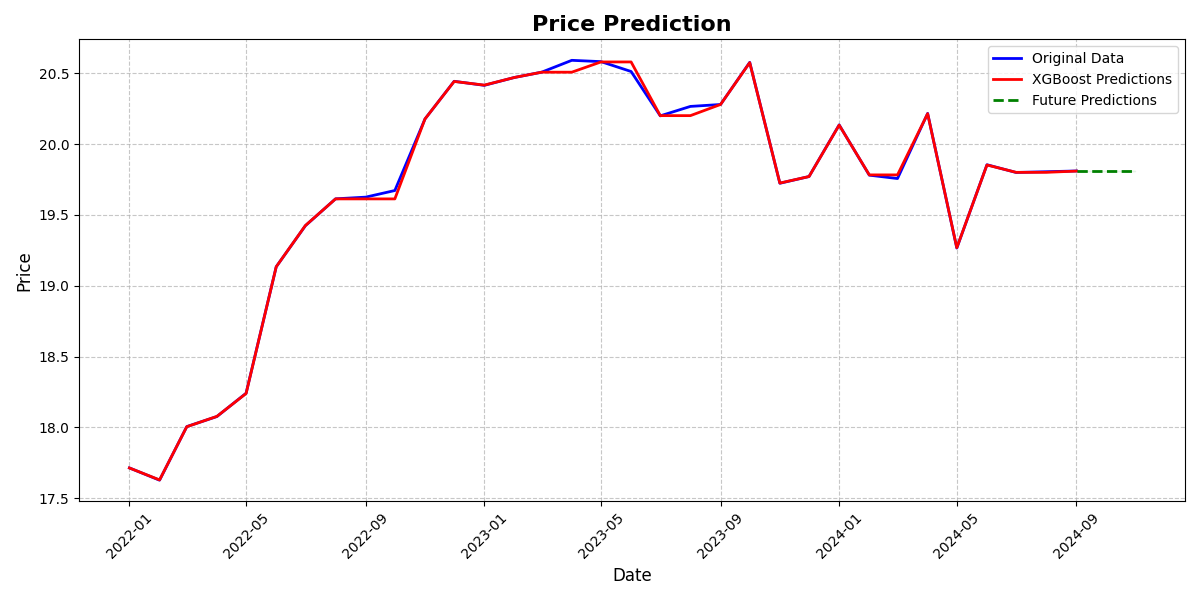 Price Prediction
Original Data
XGBoost Predictions
Future Predictions
Price
20.5
20.0
19.5
19.0
18.5
18.0
17.5
2022-01
2022-05
2022-09
2023-01
2023-05
2023-09
2024-01
2024-05
2024-09
Date